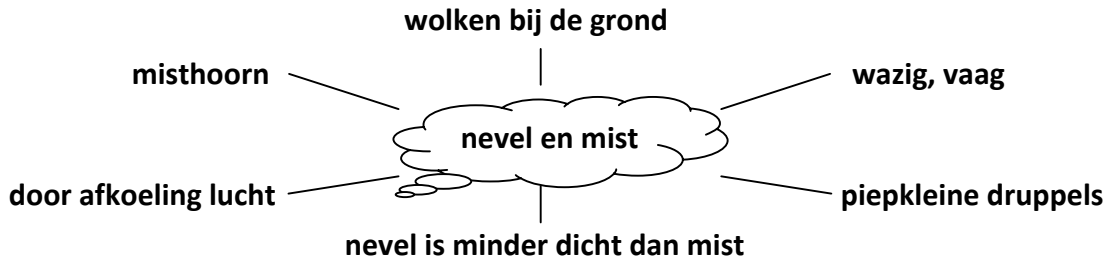 wolken bij de grond
misthoorn
wazig, vaag
nevel en mist
door afkoeling lucht
piepkleine druppels
nevel is minder dicht dan mist